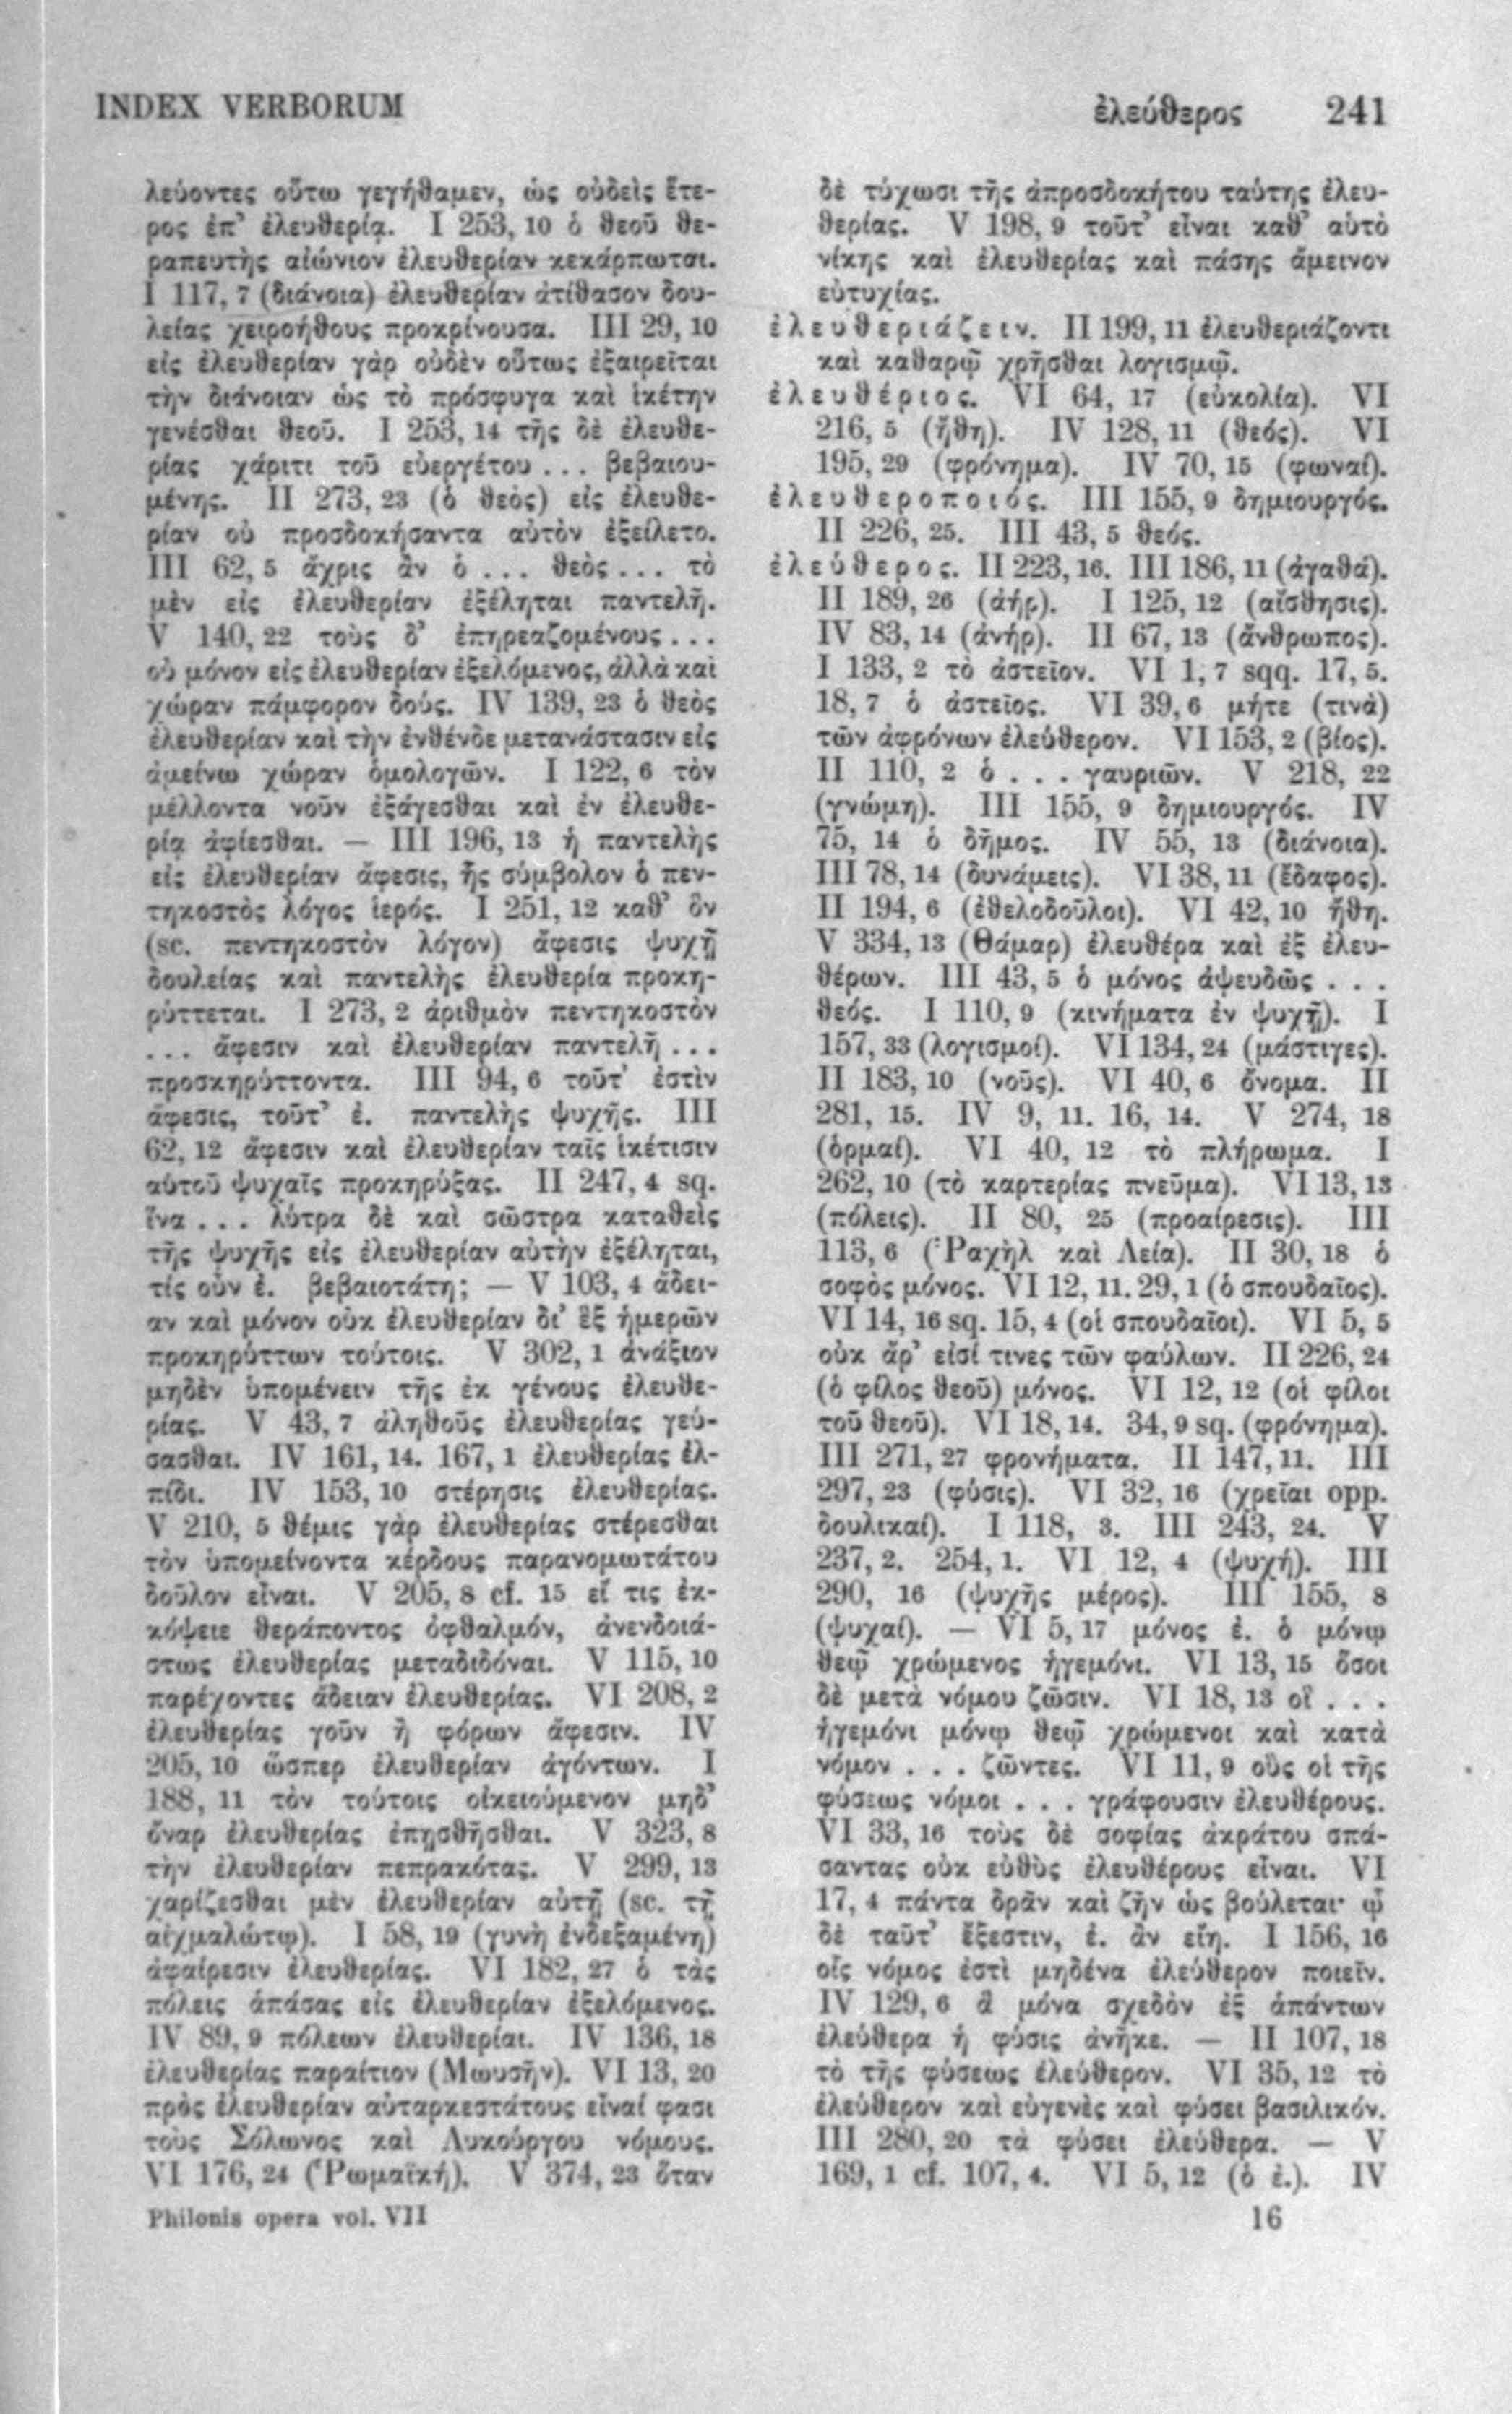 INDEX VERBORUM
ἐλεύθερος 241
λεύοντες οὕτω γεγήθαμεν, ὡς οὐδεὶς ἕτε-
ρος ἐπ’ ἐλευθερίᾳ. I 253, 10 ὁ θεοῦ θε-
ραπευτὴς αἰώνιον ἐλευθερίαν κεκάρπωται.
I 117, 7 (διάνοια) ἐλευθερίαν ἀτίθασον δου-
λείας χειροήθους προκρίνουσα. III 29, 10
εἰς ἐλευθερίαν γὰρ οὐδὲν οὕτως ἐξαιρεῖται
τὴν διάνοιαν ὡς τὸ πρόσφυγα καὶ ἱκέτην
γενέσθαι θεοῦ. I 253, 14 τῆς δὲ ἐλευθε-
ρίας χάριτι τοῦ εὐεργέτου ... βεβαιου-
μένης. II 273, 23 (ὁ θεὸς) εἰς ἐλευθε-
ρίαν οὐ προσδοκήσαντα αὐτὸν ἐξείλετο.
III 62, 5 ἄχρις ἂν ὁ ... θεὸς ... τὸ
μὲν εἰς ἐλευθερίαν ἐξέληται παντελῆ.
V 140, 22 τοὺς δ’ ἐπηρεαζομένους ...
οὐ μόνον εἰς ἐλευθερίαν ἐξελόμενος, ἀλλὰ καὶ
χώραν πάμφορον δούς. IV 139, 23 ὁ θεὸς
ἐλευθερίαν καὶ τὴν ἐνθένδε μετανάστασιν εἰς
ἀμείνω χώραν ὁμολογῶν. I 122, 6 τὸν
μέλλοντα νοῦν ἐξάγεσθαι καὶ ἐν ἐλευθε-
ρίᾳ ἀφίεσθαι. — III 196, 13 ἡ παντελὴς
εἰς ἐλευθερίαν ἄφεσις, ἧς σύμβολον ὁ πεν-
τηκοστὸς λόγος ἱερός. I 251, 12 καθ’ ὃν
(sc. πεντηκοστὸν λόγον) ἄφεσις ψυχῇ
δουλείας καὶ παντελὴς ἐλευθερία προκη-
ρύττεται. I 273, 2 ἀριθμὸν πεντηκοστὸν
... ἄφεσιν καὶ ἐλευθερίαν παντελῆ ...
προσκηρύττοντα. III 94, 6 τοῦτ’ ἐστὶν
ἄφεσις, τοῦτ’ ἐ. παντελὴς ψυχῆς. III
62, 12 ἄφεσιν καὶ ἐλευθερίαν ταῖς ἱκέτισιν
αὐτοῦ ψυχαῖς προκηρύξας. II 247, 4 sq.
ἵνα ... λύτρα δὲ καὶ σῶστρα καταθεὶς
τῆς ψυχῆς εἰς ἐλευθερίαν αὐτὴν ἐξέληται,
τίς οὖν ἐ. βεβαιοτάτη; — V 103, 4 ἄδει-
αν καὶ μόνον οὐκ ἐλευθερίαν δι’ ἓξ ἡμερῶν
προκηρύττων τούτοις. V 302, 1 ἀνάξιον
μηδὲν ὑπομένειν τῆς ἐκ γένους ἐλευθε-
ρίας. V 43, 7 ἀληθοῦς ἐλευθερίας γεύ-
σασθαι. IV 161, 14. 167, 1 ἐλευθερίας ἐλ-
πίδι. IV 153, 10 στέρησις ἐλευθερίας.
V 210, 5 θέμις γὰρ ἐλευθερίας στέρεσθαι
τὸν ὑπομείνοντα κέρδους παρανομωτάτου
δοῦλον εἶναι. V 205, 8 cf. 15 εἴ τις ἐκ-
κόψειε θεράποντος ὀφθαλμόν, ἀνενδοιά-
στως ἐλευθερίας μεταδιδόναι. V 115, 10
παρέχοντες ἄδειαν ἐλευθερίας. VI 208, 2
ἐλευθερίας γοῦν ἢ φόρων ἄφεσιν. IV
205, 10 ὥσπερ ἐλευθερίαν ἀγόντων. I
188, 11 τὸν τούτοις οἰκειούμενον μηδ’
ὄναρ ἐλευθερίας ἐπῃσθῆσθαι. V 323, 8
τὴν ἐλευθερίαν πεπρακότας. V 299, 13
χαρίζεσθαι μὲν ἐλευθερίαν αὐτῇ (sc. τῇ
αἰχμαλώτῳ). I 58, 19 (γυνὴ ἐνδεξαμένη)
ἀφαίρεσιν ἐλευθερίας. VI 182, 27 ὁ τὰς
πόλεις ἁπάσας εἰς ἐλευθερίαν ἐξελόμενος.
IV 89, 9 πόλεων ἐλευθερίαι. IV 136, 18
ἐλευθερίας παραίτιον (Μωυσῆν). VI 13, 20
πρὸς ἐλευθερίαν αὐταρκεστάτους εἶναί φασι
τοὺς Σόλωνος καὶ Λυκούργου νόμους.
VI 176, 24 (Ῥωμαϊκή). V 374, 23 ὅταν
Philonis opera vol. VII
δὲ τύχωσι τῆς ἀπροσδοκήτου ταύτης ἐλευ-
θερίας. V 198, 9 τοῦτ’ εἶναι καθ’ αὑτὸ
νίκης καὶ ἐλευθερίας καὶ πάσης ἄμεινον
εὐτυχίας.
ἐλευθεριάζειν. II 199, 11 ἐλευθεριάζοντι
καὶ καθαρῷ χρῆσθαι λογισμῷ.
ἐλευθέριος. VI 64, 17 (εὐκολία). VI
216, 5 (ἤθη). IV 128, 11 (θεός). VI
195, 29 (φρόνημα). IV 70, 15 (φωναί).
ἐλευθεροποιός. III 155, 9 δημιουργός.
II 226, 25. III 43, 5 θεός.
ἐλεύθερος. II 223, 16. III 186, 11 (ἀγαθά).
II 189, 26 (ἀήρ). I 125, 12 (αἴσθησις).
IV 83, 14 (ἀνήρ). II 67, 13 (ἄνθρωπος).
I 133, 2 τὸ ἀστεῖον. VI 1, 7 sqq. 17, 5.
18, 7 ὁ ἀστεῖος. VI 39, 6 μήτε (τινὰ)
τῶν ἀφρόνων ἐλεύθερον. VI 153, 2 (βίος).
II 110, 2 ὁ . . . γαυριῶν. V 218, 22
(γνώμη). III 155, 9 δημιουργός. IV
75, 14 ὁ δῆμος. IV 55, 13 (διάνοια).
III 78, 14 (δυνάμεις). VI 38, 11 (ἔδαφος).
II 194, 6 (ἐθελοδοῦλοι). VI 42, 10 ἤθη.
V 334, 13 (Θάμαρ) ἐλευθέρα καὶ ἐξ ἐλευ-
θέρων. III 43, 5 ὁ μόνος ἀψευδῶς . . .
θεός. I 110, 9 (κινήματα ἐν ψυχῇ). I
157, 33 (λογισμοί). VI 134, 24 (μάστιγες).
II 183, 10 (νοῦς). VI 40, 6 ὄνομα. II
281, 15. IV 9, 11. 16, 14. V 274, 18
(ὁρμαί). VI 40, 12 τὸ πλήρωμα. I
262, 10 (τὸ καρτερίας πνεῦμα). VI 13, 13
(πόλεις). II 80, 25 (προαίρεσις). III
113, 6 (Ῥαχὴλ καὶ Λεία). II 30, 18 ὁ
σοφὸς μόνος. VI 12, 11. 29, 1 (ὁ σπουδαῖος).
VI 14, 16 sq. 15, 4 (οἱ σπουδαῖοι). VI 5, 5
οὐκ ἄρ’ εἰσί τινες τῶν φαύλων. II 226, 24
(ὁ φίλος θεοῦ) μόνος. VI 12, 12 (οἱ φίλοι
τοῦ θεοῦ). VI 18, 14. 34, 9 sq. (φρόνημα).
III 271, 27 φρονήματα. II 147, 11. III
297, 23 (φύσις). VI 32, 16 (χρεῖαι opp.
δουλικαί). I 118, 3. III 243, 24. V
237, 2. 254, 1. VI 12, 4 (ψυχή). III
290, 16 (ψυχῆς μέρος). III 155, 8
(ψυχαί). — VI 5, 17 μόνος ἐ. ὁ μόνῳ
θεῷ χρώμενος ἡγεμόνι. VI 13, 15 ὅσοι
δὲ μετὰ νόμου ζῶσιν. VI 18, 13 οἳ . . .
ἡγεμόνι μόνῳ θεῷ χρώμενοι καὶ κατὰ
νόμον . . . ζῶντες. VI 11, 9 οὓς οἱ τῆς
φύσεως νόμοι . . . γράφουσιν ἐλευθέρους.
VI 33, 16 τοὺς δὲ σοφίας ἀκράτου σπά-
σαντας οὐκ εὐθὺς ἐλευθέρους εἶναι. VI
17, 4 πάντα δρᾶν καὶ ζῆν ὡς βούλεται· ᾧ
δὲ ταῦτ’ ἔξεστιν, ἐ. ἂν εἴη. I 156, 16
οἷς νόμος ἐστὶ μηδένα ἐλεύθερον ποιεῖν.
IV 129, 6 ἃ μόνα σχεδὸν ἐξ ἁπάντων
ἐλεύθερα ἡ φύσις ἀνῆκε. — II 107, 18
τὸ τῆς φύσεως ἐλεύθερον. VI 35, 12 τὸ
ἐλεύθερον καὶ εὐγενὲς καὶ φύσει βασιλικόν.
III 280, 20 τὰ φύσει ἐλεύθερα. — V
169, 1 cf. 107, 4. VI 5, 12 (ὁ ἐ.). IV
16